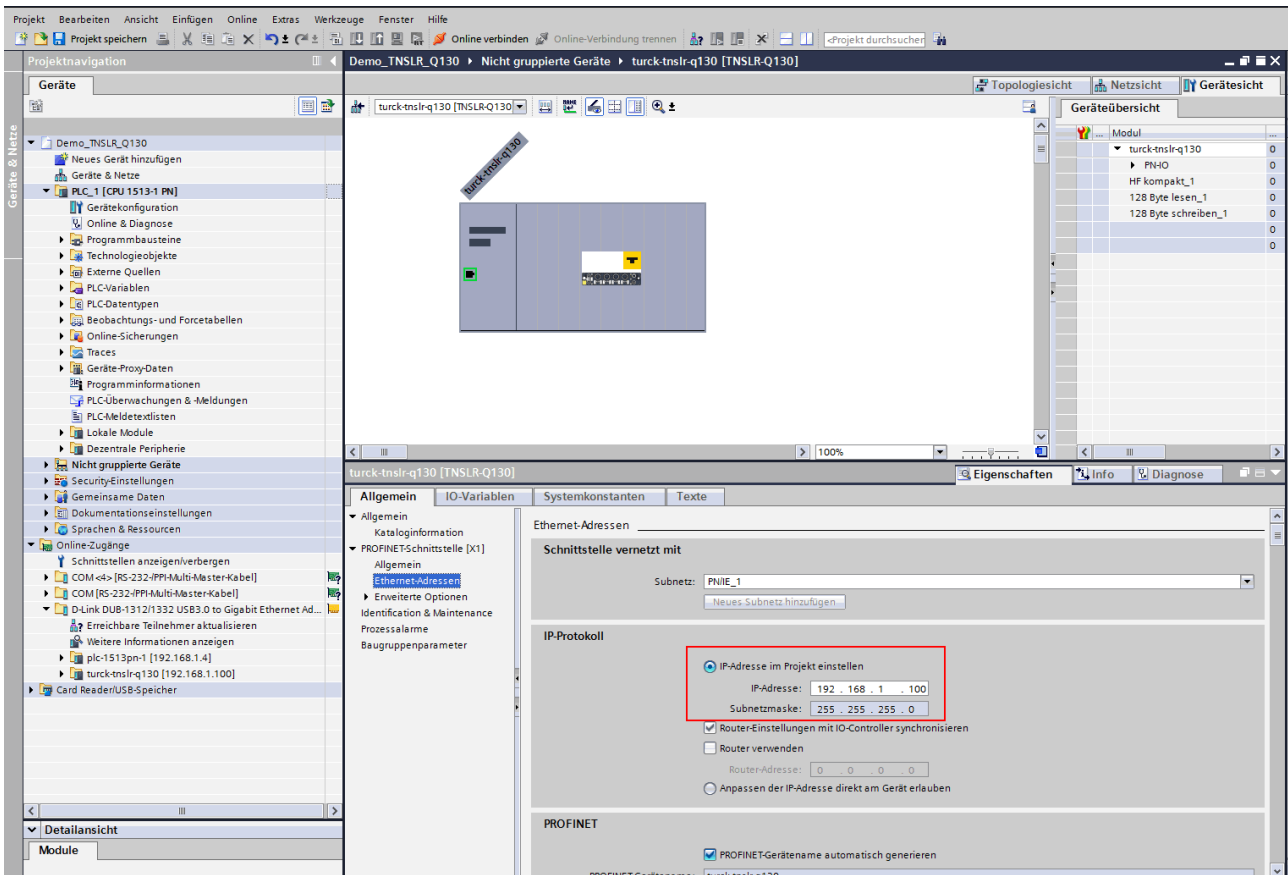 Projekt Bearbeiten Ansicht Einfügen Online Extras Werkzeuge Fenster Hilfe
Projekt speichern Online verbinden Online-Verbindung trennen <Projekt durchsuchen
Projektnavigation
Geräte
Geräte & Netze
Demo_TNSLR_Q130
Neues Gerät hinzufügen
Geräte & Netze
PLC_1 [CPU 1513-1 PN]
Gerätekonfiguration
Online & Diagnose
Programmbausteine
Technologieobjekte
Externe Quellen
PLC-Variablen
PLC-Datentypen
Beobachtungs- und Forcetabellen
Online-Sicherungen
Traces
Geräte-Proxy-Daten
Programminformationen
PLC-Überwachungen & -Meldungen
PLC-Meldetextlisten
Lokale Module
Dezentrale Peripherie
Nicht gruppierte Geräte
Security-Einstellungen
Gemeinsame Daten
Dokumentationseinstellungen
Sprachen & Ressourcen
Online-Zugänge
Schnittstellen anzeigen/verbergen
COM <4> [RS-232-/PPI-Multi-Master-Kabel]
COM [RS-232-/PPI-Multi-Master-Kabel]
D-Link DUB-1312/1332 USB3.0 to Gigabit Ethernet Ad...
Erreichbare Teilnehmer aktualisieren
Weitere Informationen anzeigen
plc-1513pn-1 [192.168.1.4]
turck-tnslr-q130 [192.168.1.100]
Card Reader/USB-Speicher
Detailansicht
Module
Demo_TNSLR_Q130 Nicht gruppierte Geräte turck-tnslr-q130 [TNSLR-Q130]
Topologiesicht Netzsicht Gerätesicht
turck-tnslr-q130 [TNSLR-Q130]
turck-tnslr-q130
100%
Geräteübersicht
... Modul ...
turck-tnslr-q130 0
PN-IO 0
HF kompakt_1 0
128 Byte lesen_1 0
128 Byte schreiben_1 0
0
0
turck-tnslr-q130 [TNSLR-Q130]
Eigenschaften Info Diagnose
Allgemein IO-Variablen Systemkonstanten Texte
Allgemein
Kataloginformation
PROFINET-Schnittstelle [X1]
Allgemein
Ethernet-Adressen
Erweiterte Optionen
Identification & Maintenance
Prozessalarme
Baugruppenparameter
Ethernet-Adressen
Schnittstelle vernetzt mit
Subnetz: PN/IE_1
Neues Subnetz hinzufügen
IP-Protokoll
IP-Adresse im Projekt einstellen
IP-Adresse: 192 . 168 . 1 . 100
Subnetzmaske: 255 . 255 . 255 . 0
Router-Einstellungen mit IO-Controller synchronisieren
Router verwenden
Router-Adresse: 0 . 0 . 0 . 0
Anpassen der IP-Adresse direkt am Gerät erlauben
PROFINET
PROFINET-Gerätename automatisch generieren
PROFINET-Gerätename: turck-tnslr-q130